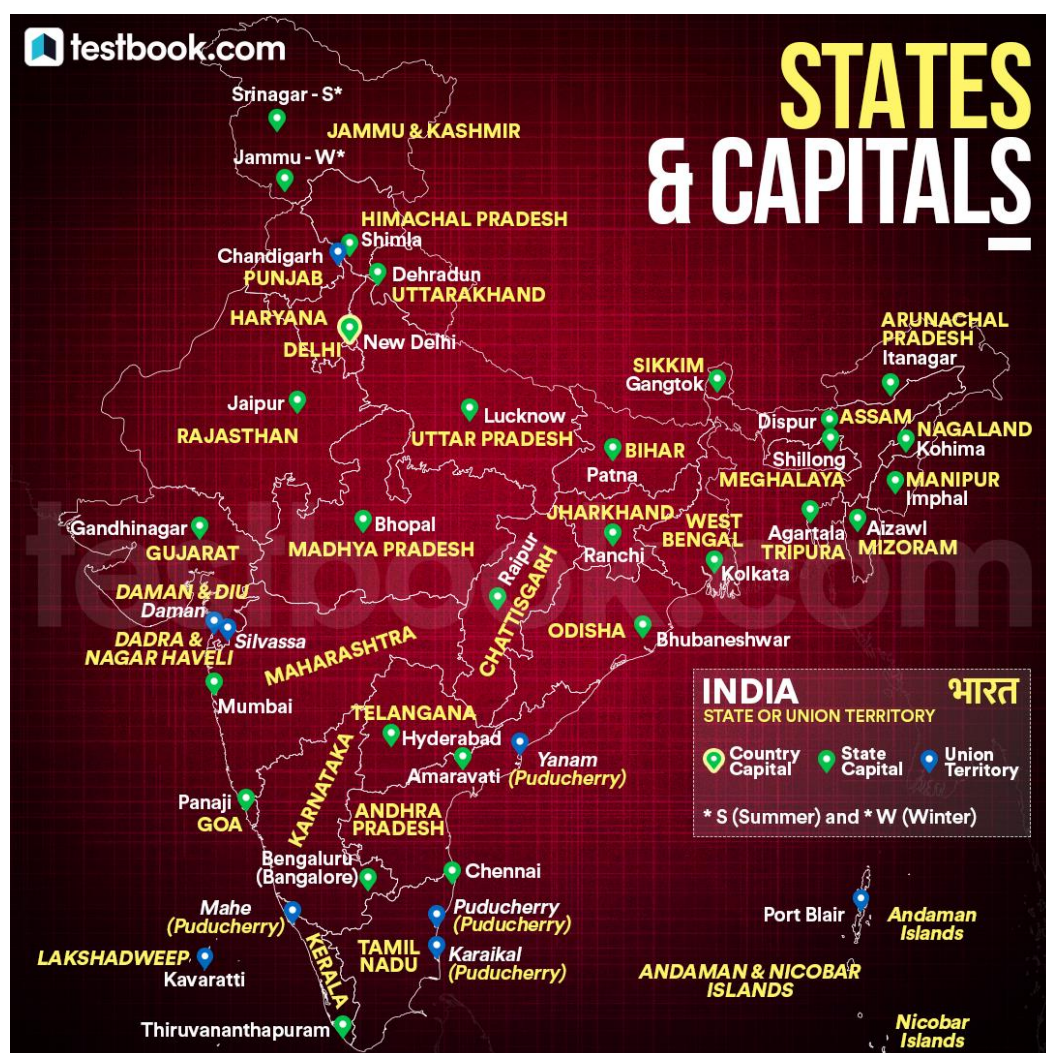 testbook.com
STATES
& CAPITALS
Srinagar - S*
JAMMU & KASHMIR
Jammu - W*
HIMACHAL PRADESH
Shimla
Chandigarh
PUNJAB
Dehradun
UTTARAKHAND
HARYANA
DELHI
New Delhi
ARUNACHAL
PRADESH
Itanagar
SIKKIM
Gangtok
Jaipur
RAJASTHAN
Lucknow
UTTAR PRADESH
Dispur
ASSAM
NAGALAND
Kohima
BIHAR
Patna
Shillong
MEGHALAYA
MANIPUR
Imphal
Gandhinagar
GUJARAT
Bhopal
MADHYA PRADESH
JHARKHAND
Ranchi
WEST
BENGAL
Kolkata
Agartala
TRIPURA
Aizawl
MIZORAM
testbook.com
Raipur
CHATTISGARH
DAMAN & DIU
Daman
DADRA &
NAGAR HAVELI
Silvassa
MAHARASHTRA
ODISHA
Bhubaneshwar
Mumbai
INDIA भारत
STATE OR UNION TERRITORY
Country
Capital
State
Capital
Union
Territory
* S (Summer) and * W (Winter)
TELANGANA
Hyderabad
Amaravati
Yanam
(Puducherry)
KARNATAKA
Panaji
GOA
ANDHRA
PRADESH
Bengaluru
(Bangalore)
Chennai
Mahe
(Puducherry)
Puducherry
(Puducherry)
Port Blair
Andaman
Islands
LAKSHADWEEP
Kavaratti
KERALA
TAMIL
NADU
Karaikal
(Puducherry)
ANDAMAN & NICOBAR
ISLANDS
Thiruvananthapuram
Nicobar
Islands